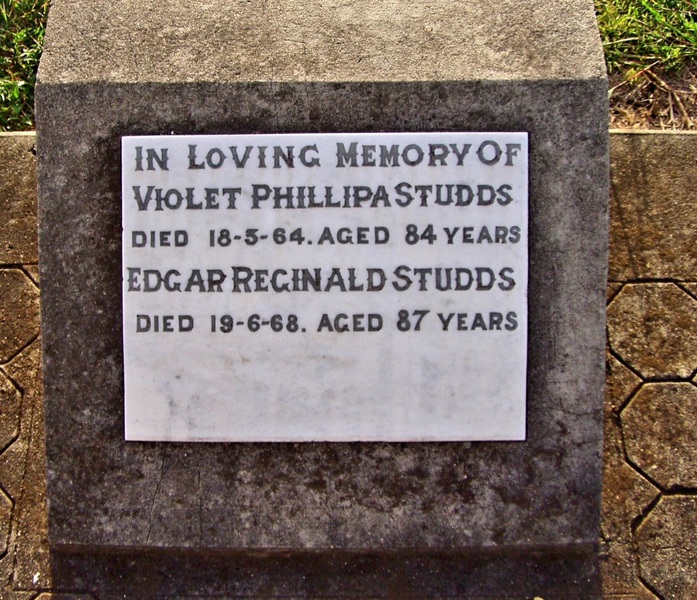 IN LOVING MEMORY OF
VIOLET PHILLIPA STUDDS
DIED 18-5-64. AGED 84 YEARS
EDGAR REGINALD STUDDS
DIED 19-6-68. AGED 87 YEARS